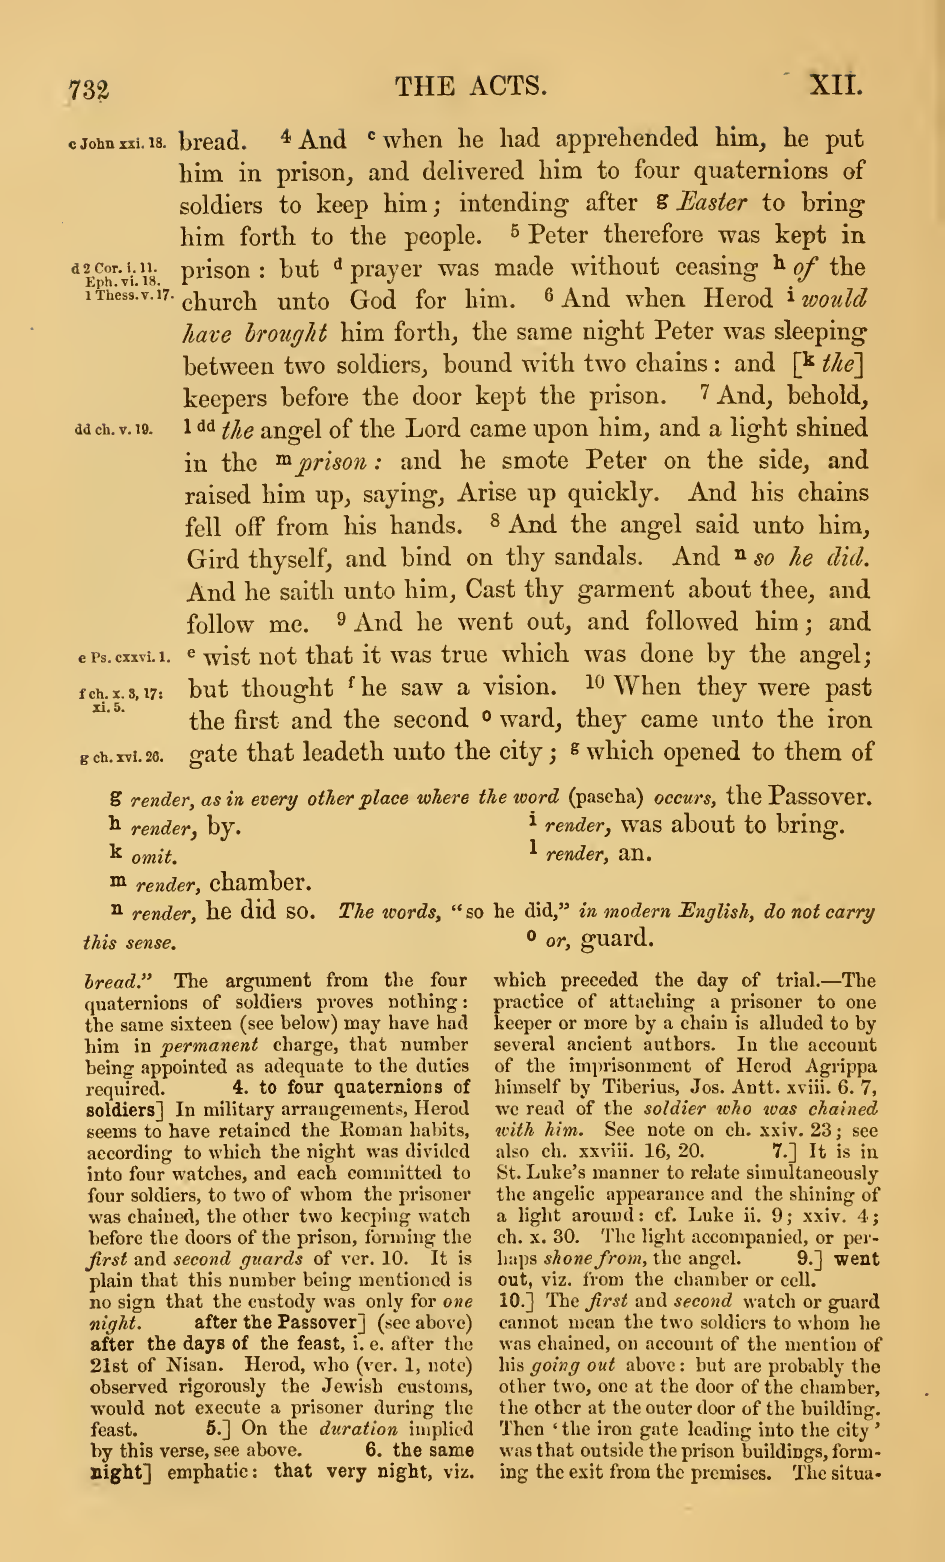 732 THE ACTS. XII.
c John xxi. 18. bread. 4 And c when he had apprehended him, he put
him in prison, and delivered him to four quaternions of
soldiers to keep him; intending after g Easter to bring
him forth to the people. 5 Peter therefore was kept in
d 2 Cor. i. 11. prison: but d prayer was made without ceasing h of the
Eph. vi. 18.
1 Thess. v. 17. church unto God for him. 6 And when Herod i would
have brought him forth, the same night Peter was sleeping
between two soldiers, bound with two chains: and [k the]
keepers before the door kept the prison. 7 And, behold,
dd ch. v. 19. l dd the angel of the Lord came upon him, and a light shined
in the m prison: and he smote Peter on the side, and
raised him up, saying, Arise up quickly. And his chains
fell off from his hands. 8 And the angel said unto him,
Gird thyself, and bind on thy sandals. And n so he did.
And he saith unto him, Cast thy garment about thee, and
follow me. 9 And he went out, and followed him; and
e Ps. cxxvi. 1. e wist not that it was true which was done by the angel;
f ch. x. 3, 17: but thought f he saw a vision. 10 When they were past
xi. 5.
the first and the second o ward, they came unto the iron
g ch. xvi. 26. gate that leadeth unto the city; g which opened to them of
g render, as in every other place where the word (pascha) occurs, the Passover.
h render, by. i render, was about to bring.
k omit. l render, an.
m render, chamber.
n render, he did so. The words, "so he did," in modern English, do not carry
this sense. o or, guard.
bread." The argument from the four
quaternions of soldiers proves nothing:
the same sixteen (see below) may have had
him in permanent charge, that number
being appointed as adequate to the duties
required. 4. to four quaternions of
soldiers] In military arrangements, Herod
seems to have retained the Roman habits,
according to which the night was divided
into four watches, and each committed to
four soldiers, to two of whom the prisoner
was chained, the other two keeping watch
before the doors of the prison, forming the
first and second guards of ver. 10. It is
plain that this number being mentioned is
no sign that the custody was only for one
night. after the Passover] (see above)
after the days of the feast, i. e. after the
21st of Nisan. Herod, who (ver. 1, note)
observed rigorously the Jewish customs,
would not execute a prisoner during the
feast. 5.] On the duration implied
by this verse, see above. 6. the same
night] emphatic: that very night, viz.
which preceded the day of trial.—The
practice of attaching a prisoner to one
keeper or more by a chain is alluded to by
several ancient authors. In the account
of the imprisonment of Herod Agrippa
himself by Tiberius, Jos. Antt. xviii. 6. 7,
we read of the soldier who was chained
with him. See note on ch. xxiv. 23; see
also ch. xxviii. 16, 20. 7.] It is in
St. Luke's manner to relate simultaneously
the angelic appearance and the shining of
a light around: cf. Luke ii. 9; xxiv. 4;
ch. x. 30. The light accompanied, or per-
haps shone from, the angel. 9.] went
out, viz. from the chamber or cell.
10.] The first and second watch or guard
cannot mean the two soldiers to whom he
was chained, on account of the mention of
his going out above: but are probably the
other two, one at the door of the chamber,
the other at the outer door of the building.
Then 'the iron gate leading into the city'
was that outside the prison buildings, form-
ing the exit from the premises. The situa-